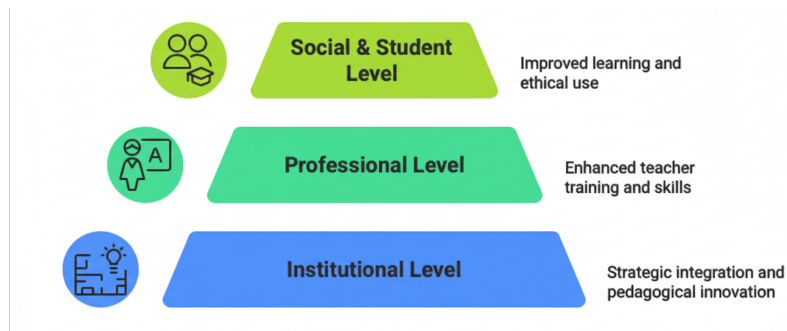 Social & Student
Level
Improved learning and
ethical use
A
Professional Level
Enhanced teacher
training and skills
Institutional Level
Strategic integration and
pedagogical innovation